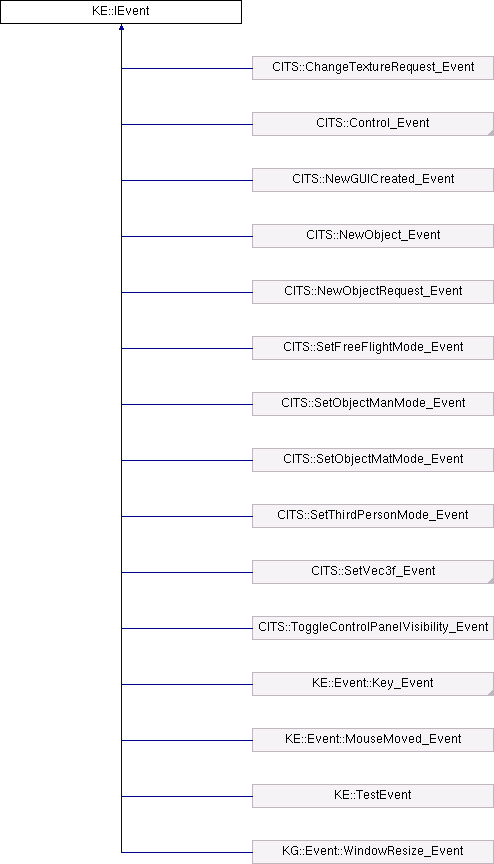 KE::IEvent
CITS::ChangeTextureRequest_Event
CITS::Control_Event
CITS::NewGUICreated_Event
CITS::NewObject_Event
CITS::NewObjectRequest_Event
CITS::SetFreeFlightMode_Event
CITS::SetObjectManMode_Event
CITS::SetObjectMatMode_Event
CITS::SetThirdPersonMode_Event
CITS::SetVec3f_Event
CITS::ToggleControlPanelVisibility_Event
KE::Event::Key_Event
KE::Event::MouseMoved_Event
KE::TestEvent
KG::Event::WindowResize_Event